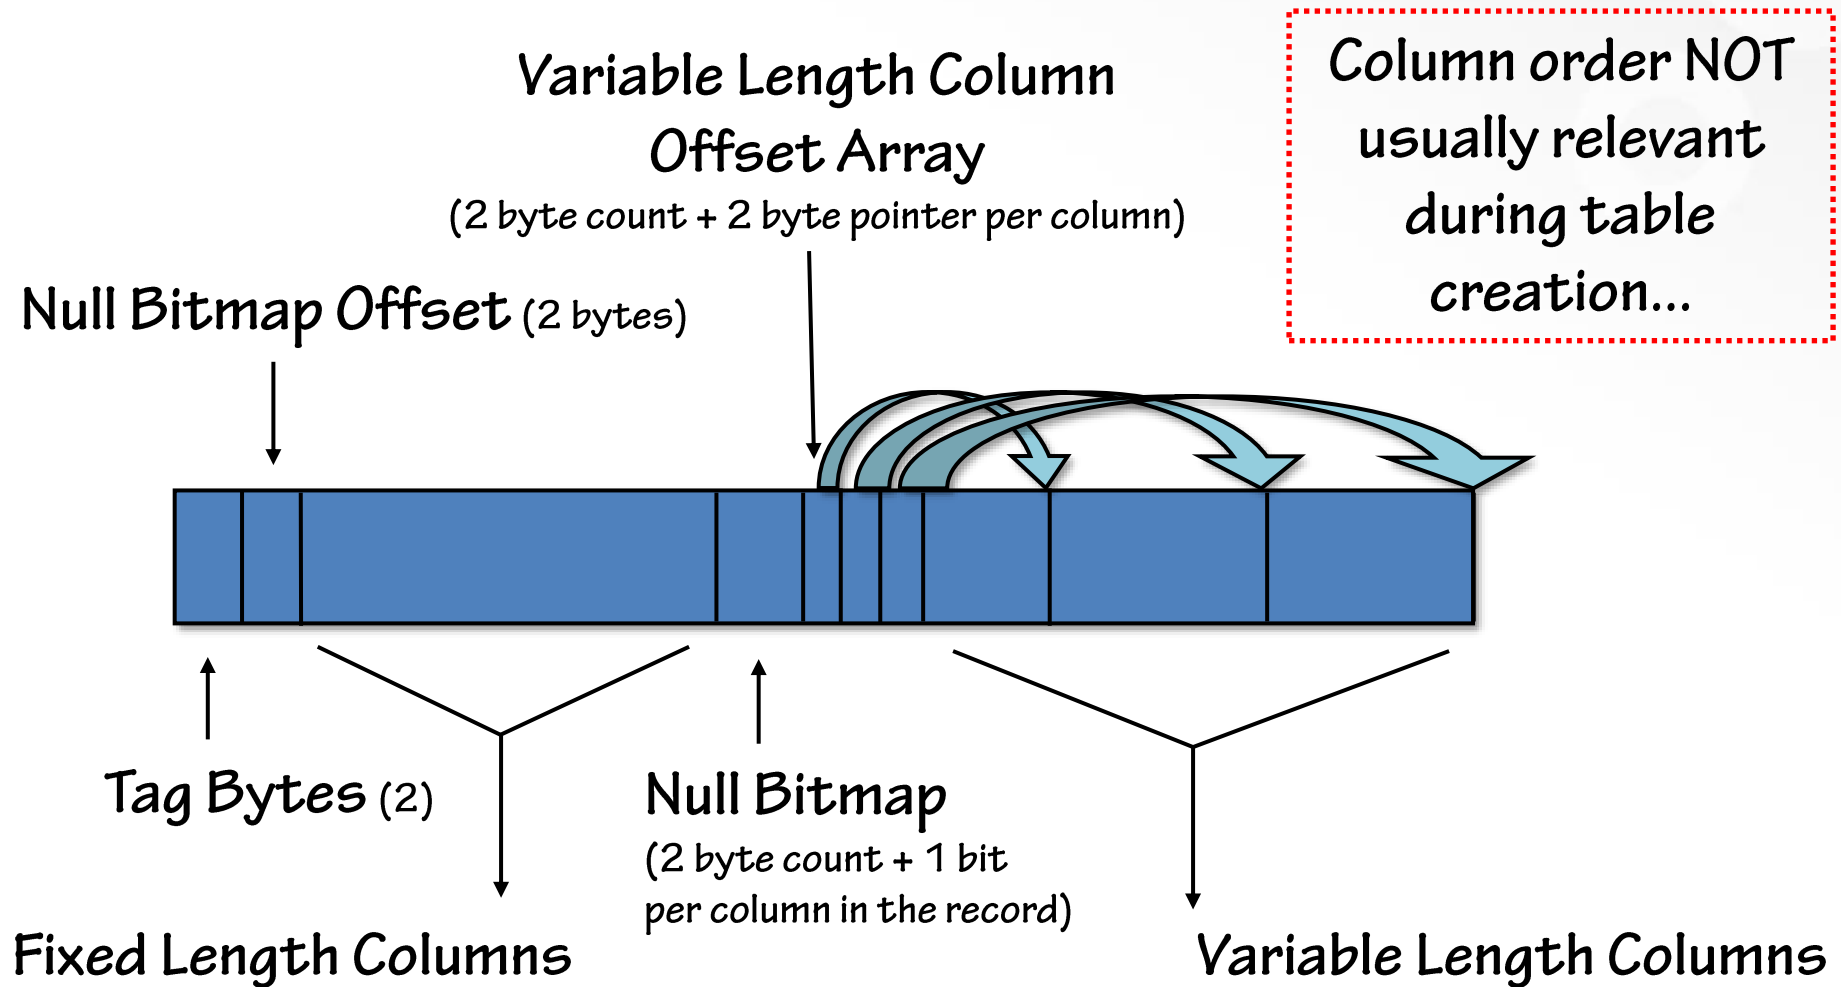 Variable Length Column
Offset Array
(2 byte count + 2 byte pointer per column)
Column order NOT
usually relevant
during table
creation...
Null Bitmap Offset (2 bytes)
Tag Bytes (2)
Null Bitmap
(2 byte count + 1 bit
per column in the record)
Fixed Length Columns
Variable Length Columns